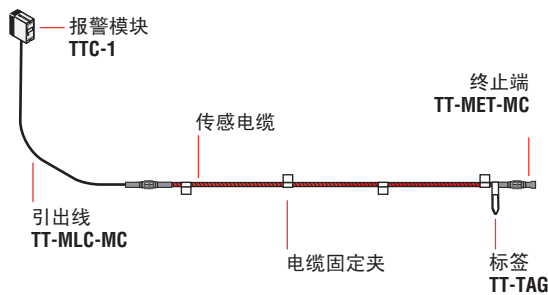 报警模块
TTC-1
终止端
TT-MET-MC
传感电缆
引出线
TT-MLC-MC
电缆固定夹
标签
TT-TAG